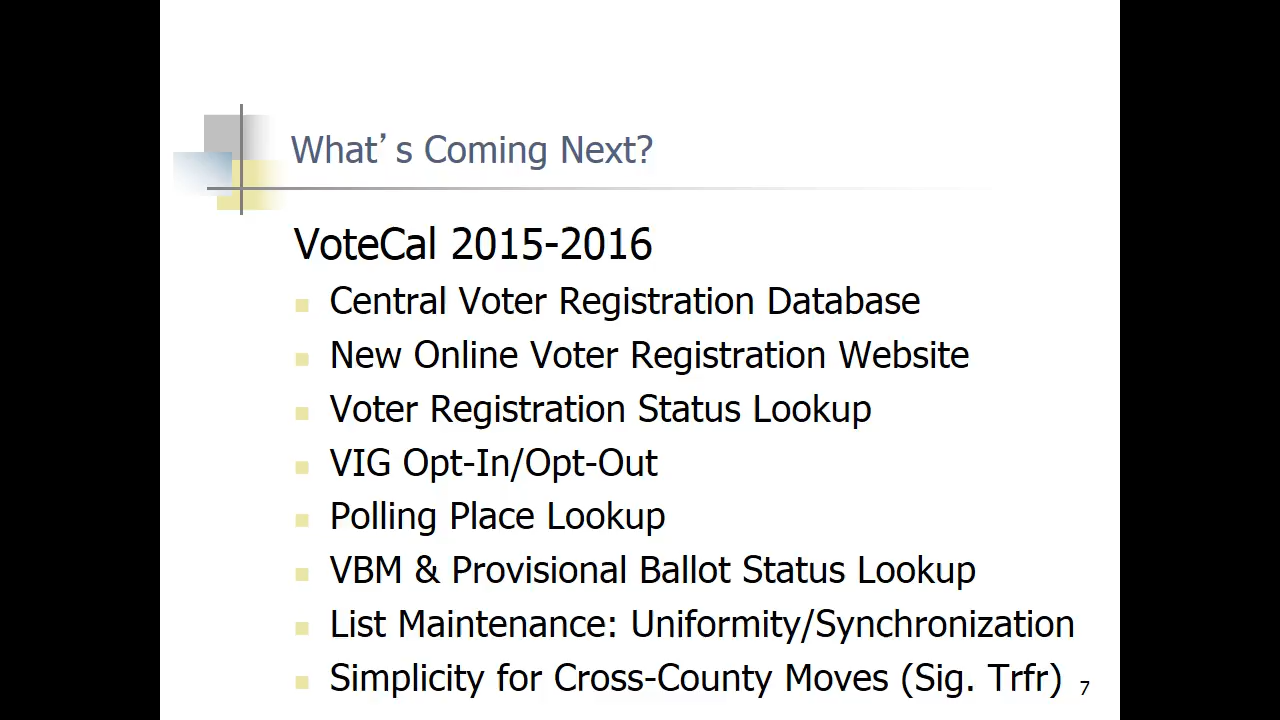 What’s Coming Next?
VoteCal 2015-2016
Central Voter Registration Database
New Online Voter Registration Website
Voter Registration Status Lookup
VIG Opt-In/Opt-Out
Polling Place Lookup
VBM & Provisional Ballot Status Lookup
List Maintenance: Uniformity/Synchronization
Simplicity for Cross-County Moves (Sig. Trfr)
7